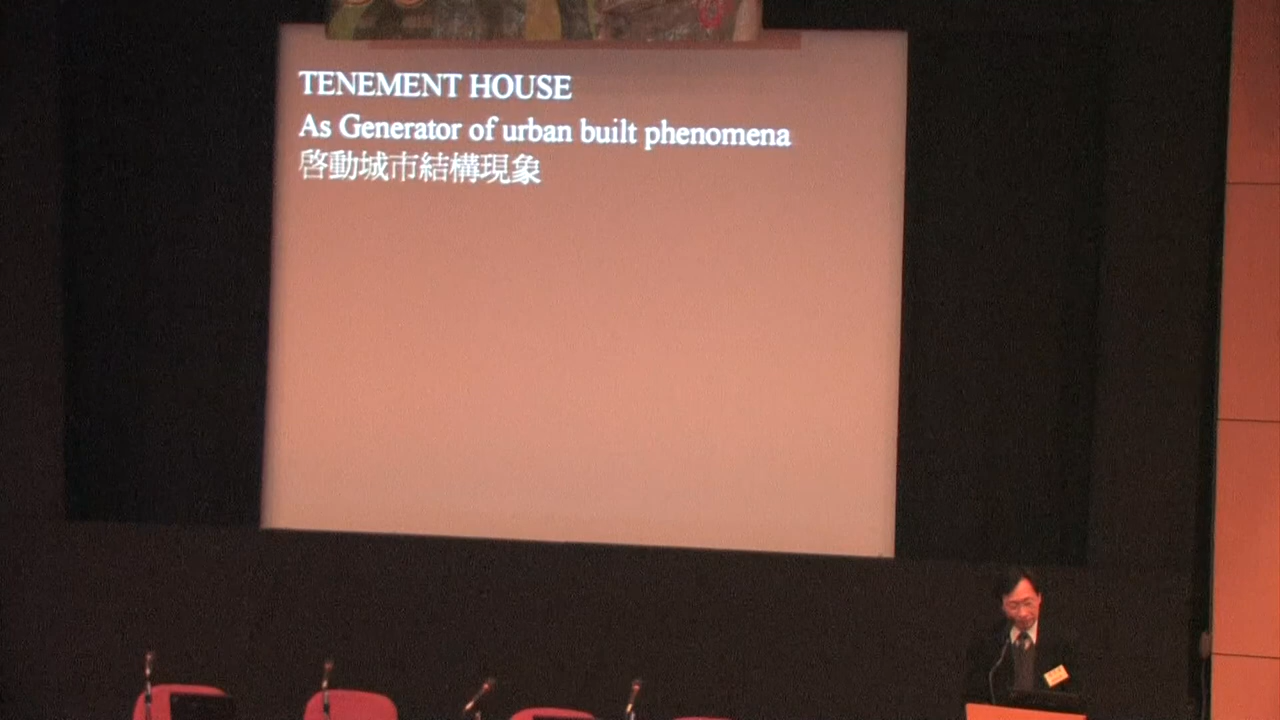 TENEMENT HOUSE
As Generator of urban built phenomena
啓動城市結構現象